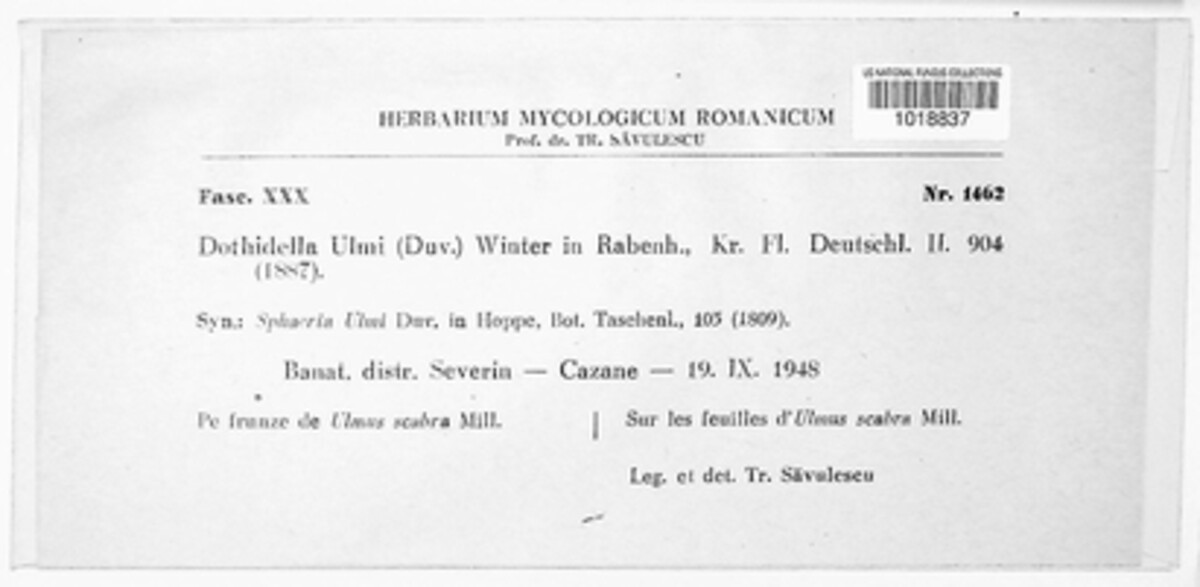 US NATIONAL FUNGUS COLLECTIONS
1018837
HERBARIUM MYCOLOGICUM ROMANICUM
Prof. dr. TR. SĂVULESCU
Fasc. XXX
Nr. 1462
Dothidella Ulmi (Duv.) Winter in Rabenh., Kr. Fl. Deutschl. II. 904
(1887).
Syn.: Sphaeria Ulmi Duv. in Hoppe, Bot. Taschenl., 105 (1809).
Banat. distr. Severin — Cazane — 19. IX. 1948
Pe frunze de Ulmus scabra Mill.
Sur les feuilles d'Ulmus scabra Mill.
Leg. et det. Tr. Săvulescu